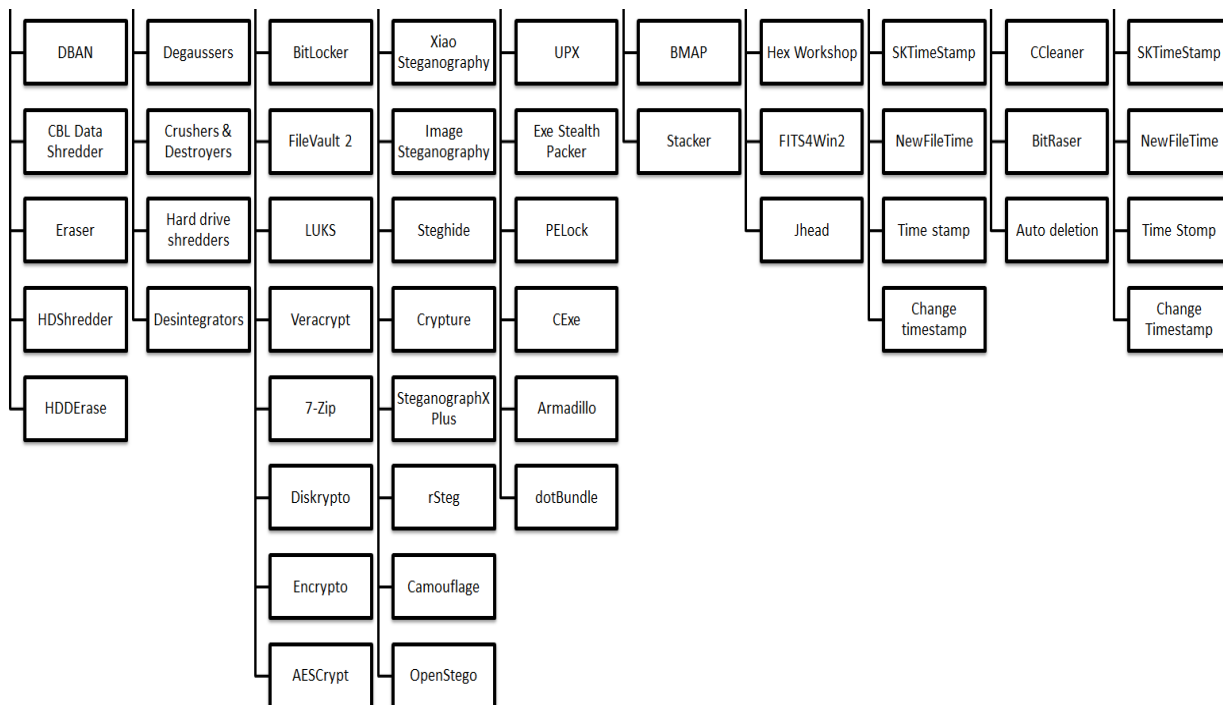 DBAN
CBL Data
Shredder
Eraser
HDShredder
HDDErase
Degaussers
Crushers &
Destroyers
Hard drive
shredders
Desintegrators
BitLocker
FileVault 2
LUKS
Veracrypt
7-Zip
Diskrypto
Encrypto
AESCrypt
Xiao
Steganography
Image
Steganography
Steghide
Crypture
SteganographX
Plus
rSteg
Camouflage
OpenStego
UPX
Exe Stealth
Packer
PELock
CExe
Armadillo
dotBundle
BMAP
Stacker
Hex Workshop
FITS4Win2
Jhead
SKTimeStamp
NewFileTime
Time stamp
Change
timestamp
CCleaner
BitRaser
Auto deletion
SKTimeStamp
NewFileTime
Time Stomp
Change
Timestamp